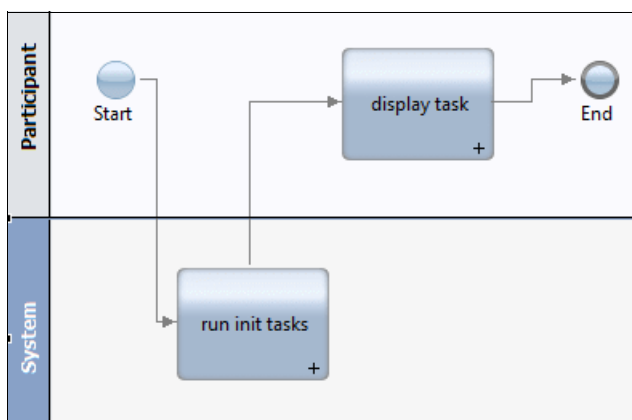 Participant
Start
display task
+
End
System
run init tasks
+